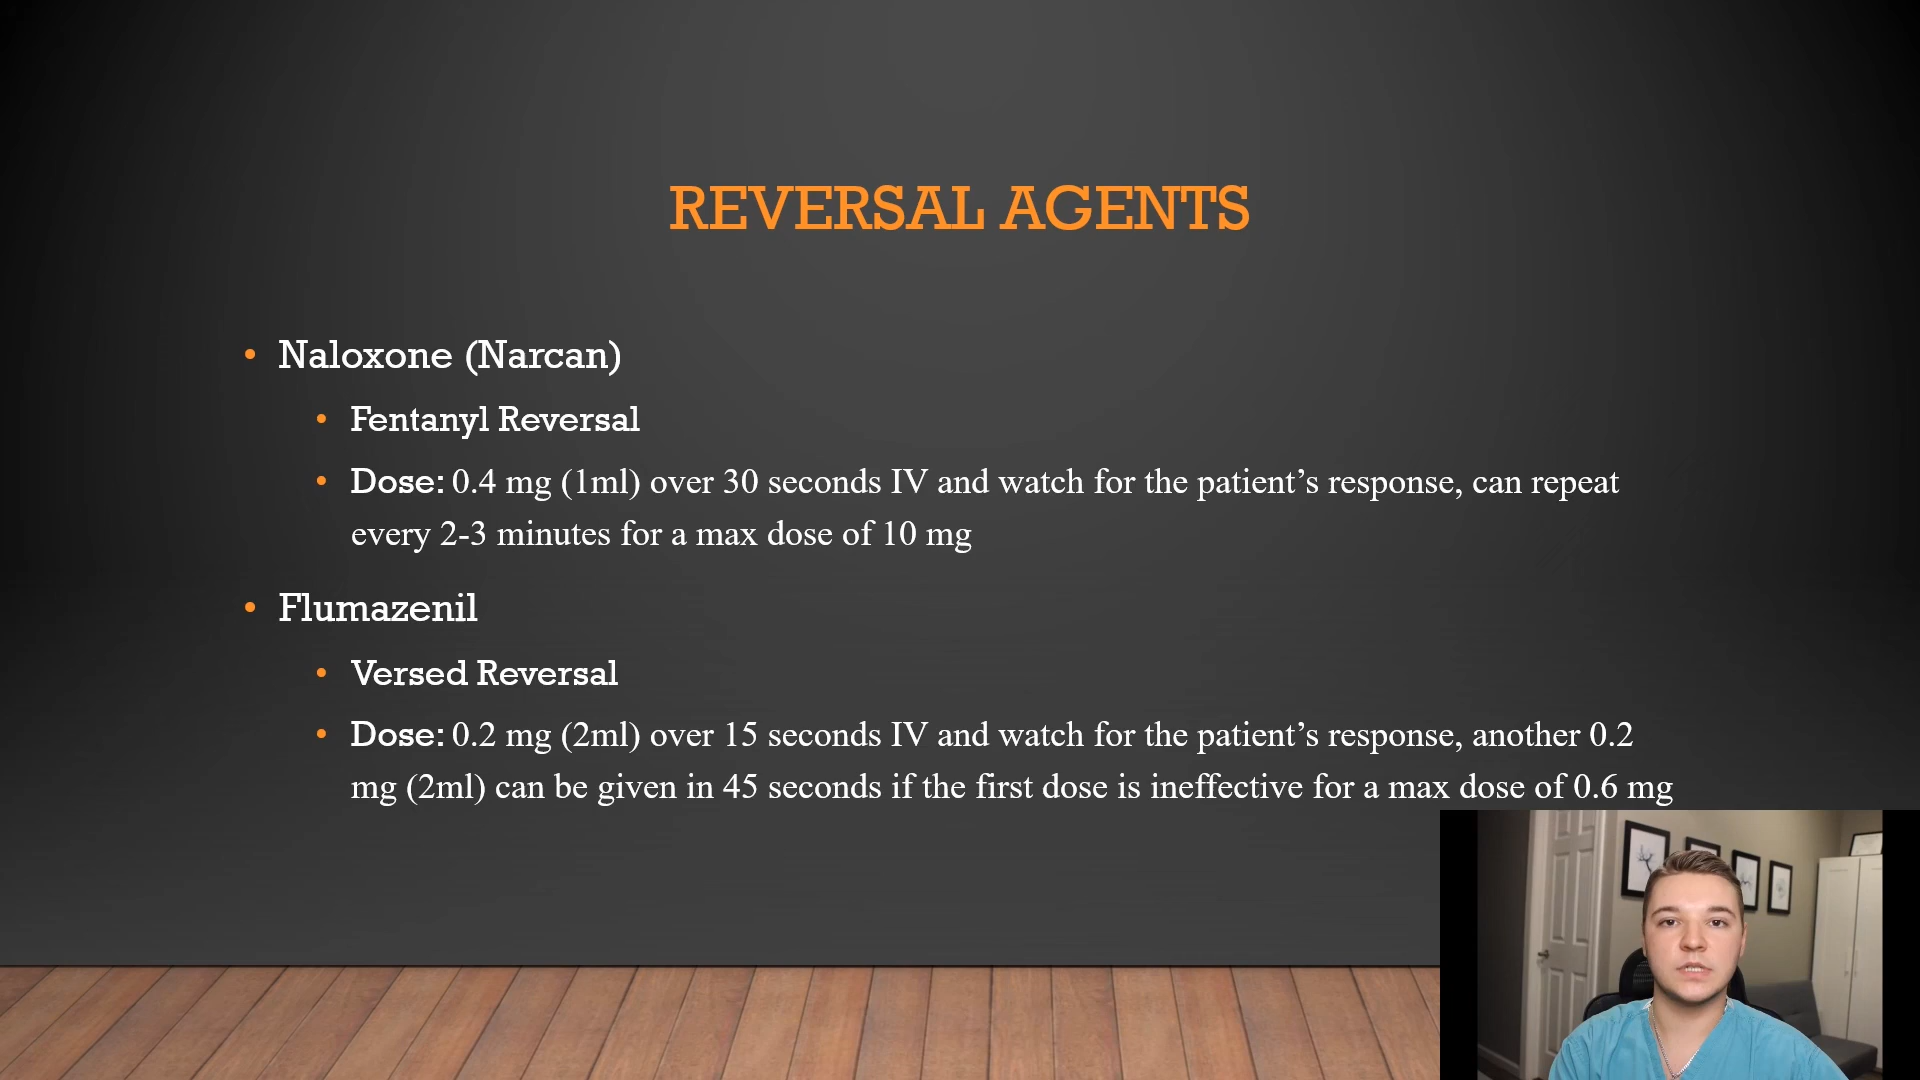 REVERSAL AGENTS
• Naloxone (Narcan)
• Fentanyl Reversal
• Dose: 0.4 mg (1ml) over 30 seconds IV and watch for the patient’s response, can repeat
every 2-3 minutes for a max dose of 10 mg
• Flumazenil
• Versed Reversal
• Dose: 0.2 mg (2ml) over 15 seconds IV and watch for the patient’s response, another 0.2
mg (2ml) can be given in 45 seconds if the first dose is ineffective for a max dose of 0.6 mg